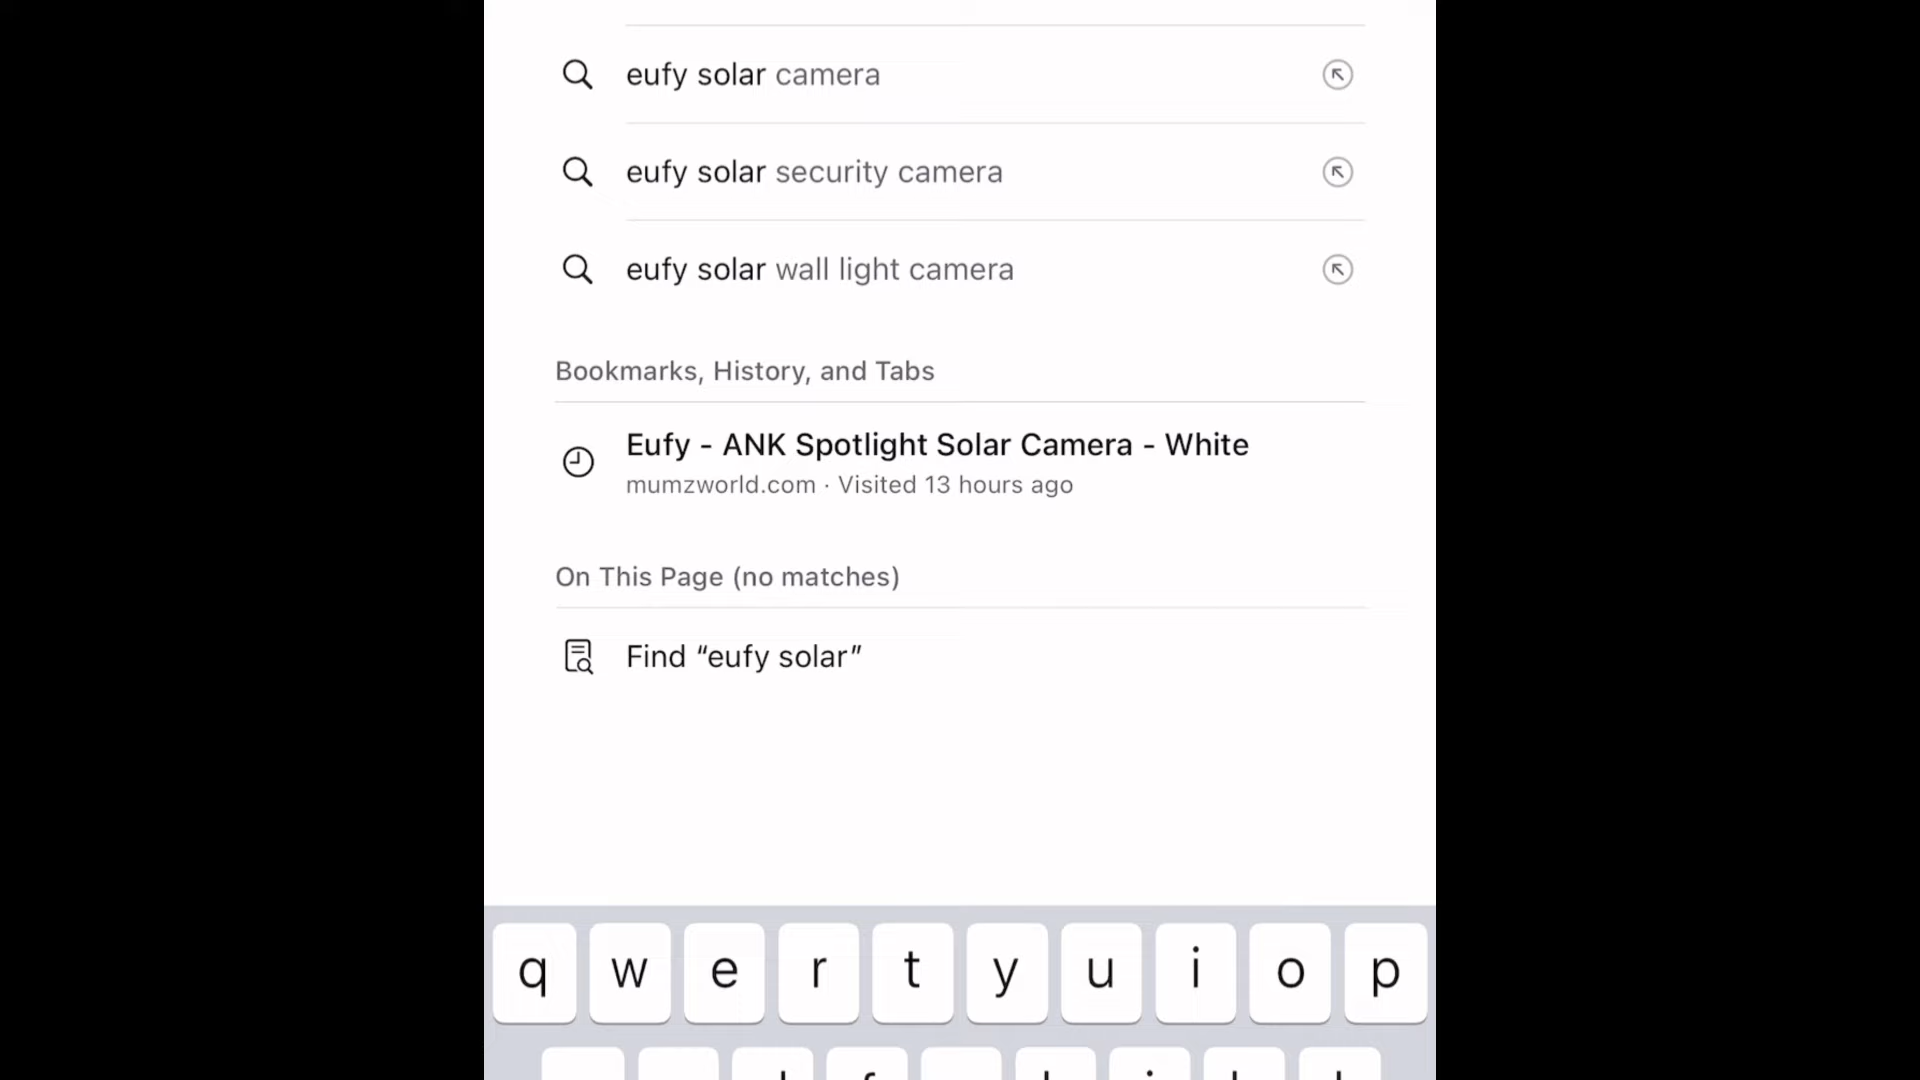 eufy solar camera
eufy solar security camera
eufy solar wall light camera
Bookmarks, History, and Tabs
Eufy - ANK Spotlight Solar Camera - White
mumzworld.com · Visited 13 hours ago
On This Page (no matches)
Find “eufy solar”
q w e r t y u i o p